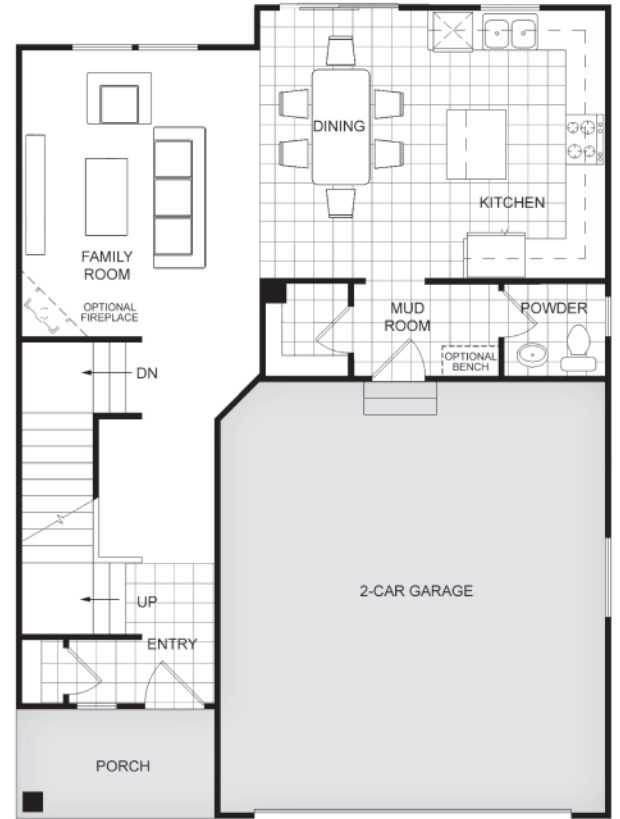 DINING
KITCHEN
FAMILY
ROOM
OPTIONAL
FIREPLACE
MUD
ROOM
POWDER
OPTIONAL
BENCH
DN
2-CAR GARAGE
UP
ENTRY
PORCH